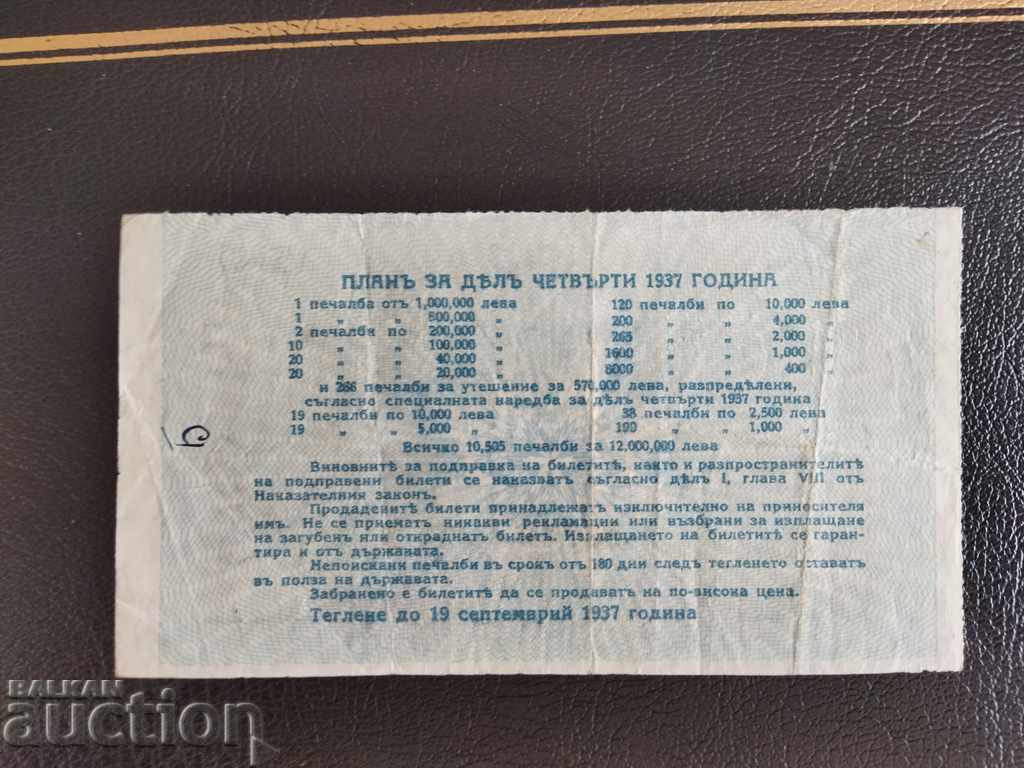 ПЛАНЪ ЗА ДѢЛЪ ЧЕТВЪРТИ 1937 ГОДИНА
1 печалба отъ 1,000,000 лева 120 печалби по 10,000 лева
1 „ „ 500,000 „ 200 „ „ 4,000 „
2 печалби по 200,000 „ 265 „ „ 2,000 „
10 „ „ 100,000 „ 1600 „ „ 1,000 „
20 „ „ 40,000 „ 8000 „ „ 400 „
20 „ „ 20,000 „
и 266 печалби за утешение за 570,000 лева, разпредѣлени,
съгласно специалната наредба за дѣлъ четвърти 1937 година
19 печалби по 10,000 лева 38 печалби по 2,500 лева
19 „ „ 5,000 „ 190 „ „ 1,000 „
Всичко 10,505 печалби за 12,000,000 лева
Виновнитѣ за подправка на билетитѣ, както и разпространителитѣ
на подправени билети се наказватъ съгласно дѣлъ I, глава VIII отъ
Наказателния законъ.
Продаденитѣ билети принадлежатъ изключително на приносителя
имъ. Не се приематъ никакви рекламации или възбрани за изплащане
на загубенъ или откраднатъ билетъ. Изплащането на билетитѣ се гаран-
тира и отъ държавата.
Непоискани печалби въ срокъ отъ 180 дни следъ тегленето оставатъ
въ полза на държавата.
Забранено е билетитѣ да се продаватъ на по-висока цена.
Теглене до 19 септемврий 1937 година
BALKAN
auction